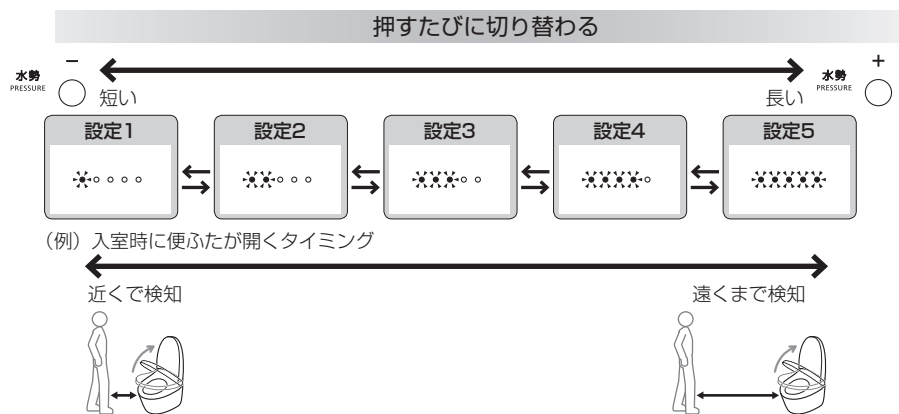 押すたびに切り替わる
水勢
PRESSURE
−
短い
長い
水勢
PRESSURE
+
設定1
設定2
設定3
設定4
設定5
（例）入室時に便ふたが開くタイミング
近くで検知
遠くまで検知